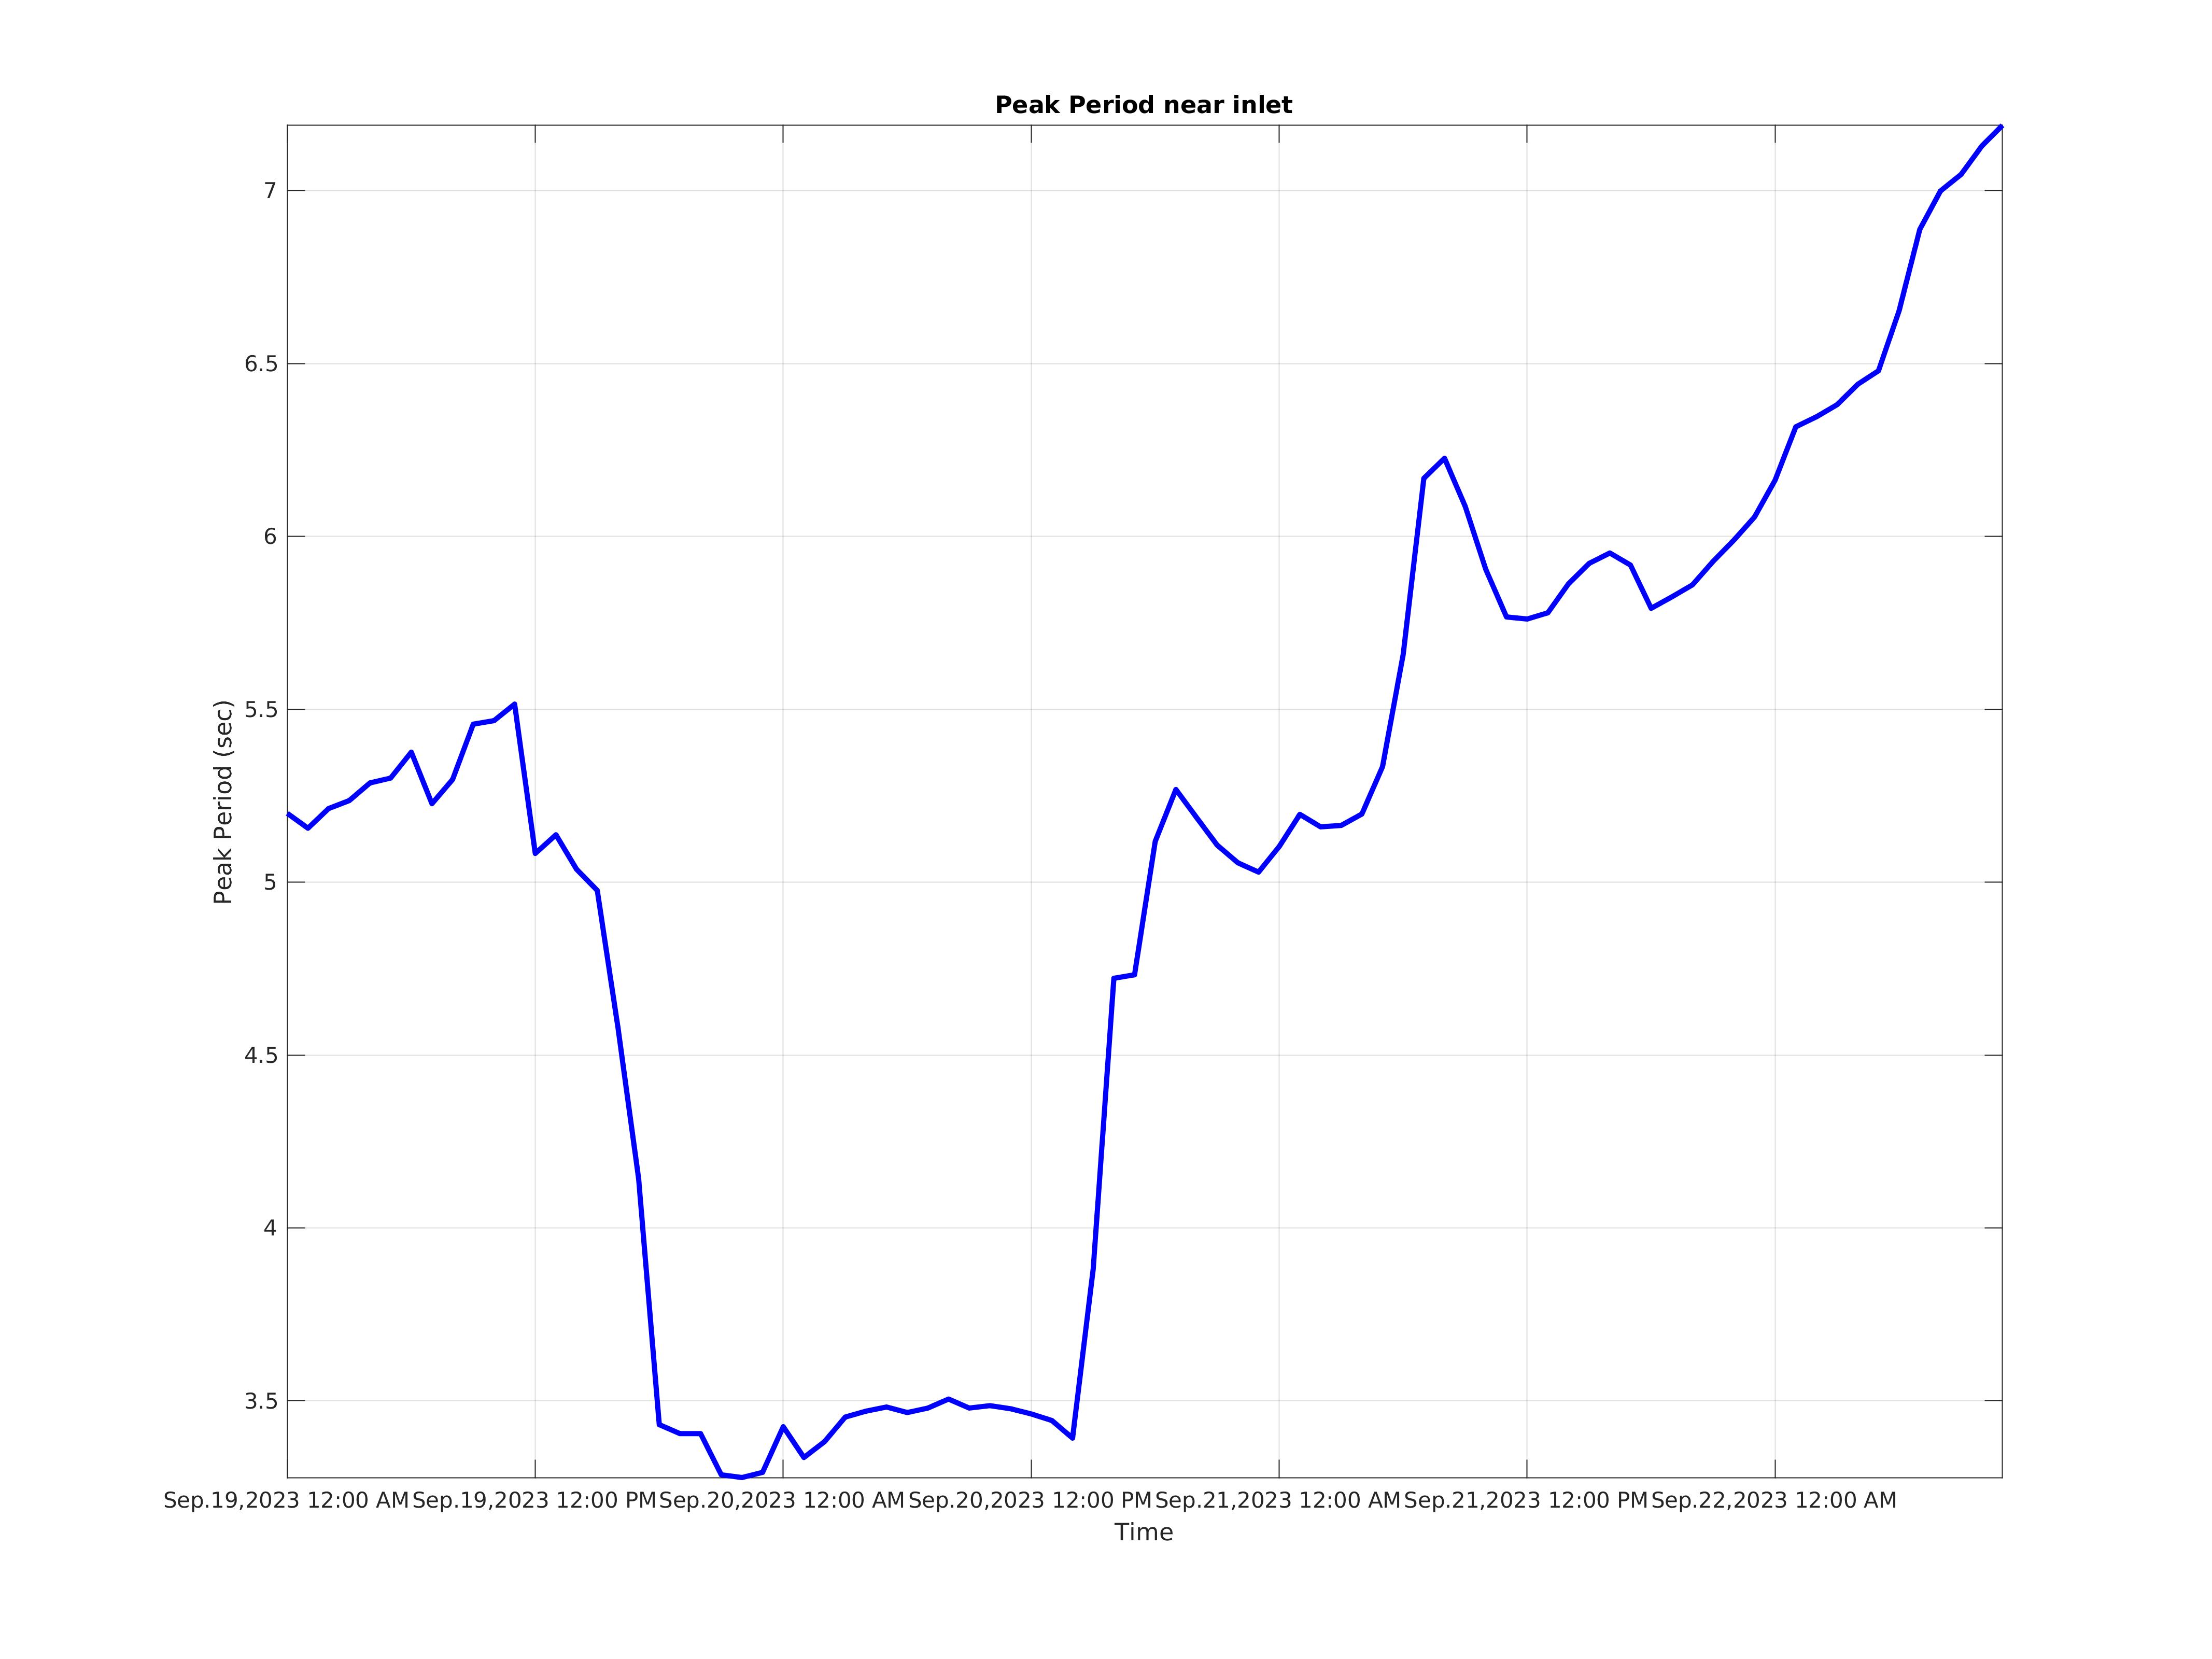 Peak Period near inlet
Peak Period (sec)
7
6.5
6
5.5
5
4.5
4
3.5
Sep.19,2023 12:00 AM Sep.19,2023 12:00 PM Sep.20,2023 12:00 AM Sep.20,2023 12:00 PM Sep.21,2023 12:00 AM Sep.21,2023 12:00 PM Sep.22,2023 12:00 AM
Time